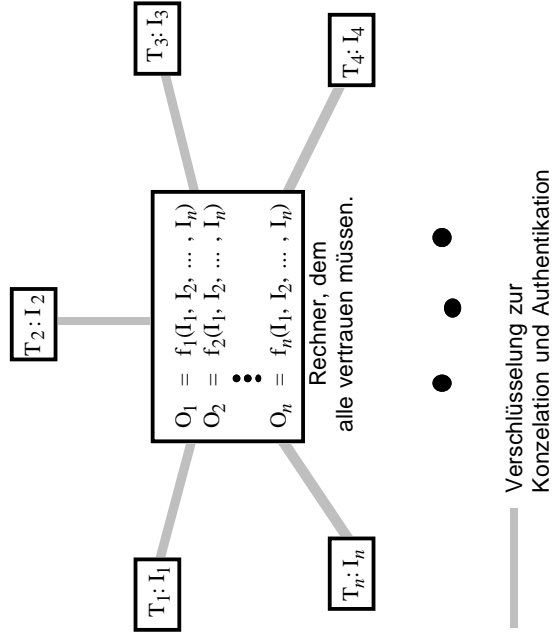 T2: I2
T1: I1
T3: I3
O1 = f1(I1, I2, ... , In)
O2 = f2(I1, I2, ... , In)
On = fn(I1, I2, ... , In)
Rechner, dem
alle vertrauen müssen.
Tn: In
T4: I4
Verschlüsselung zur
Konzelation und Authentikation